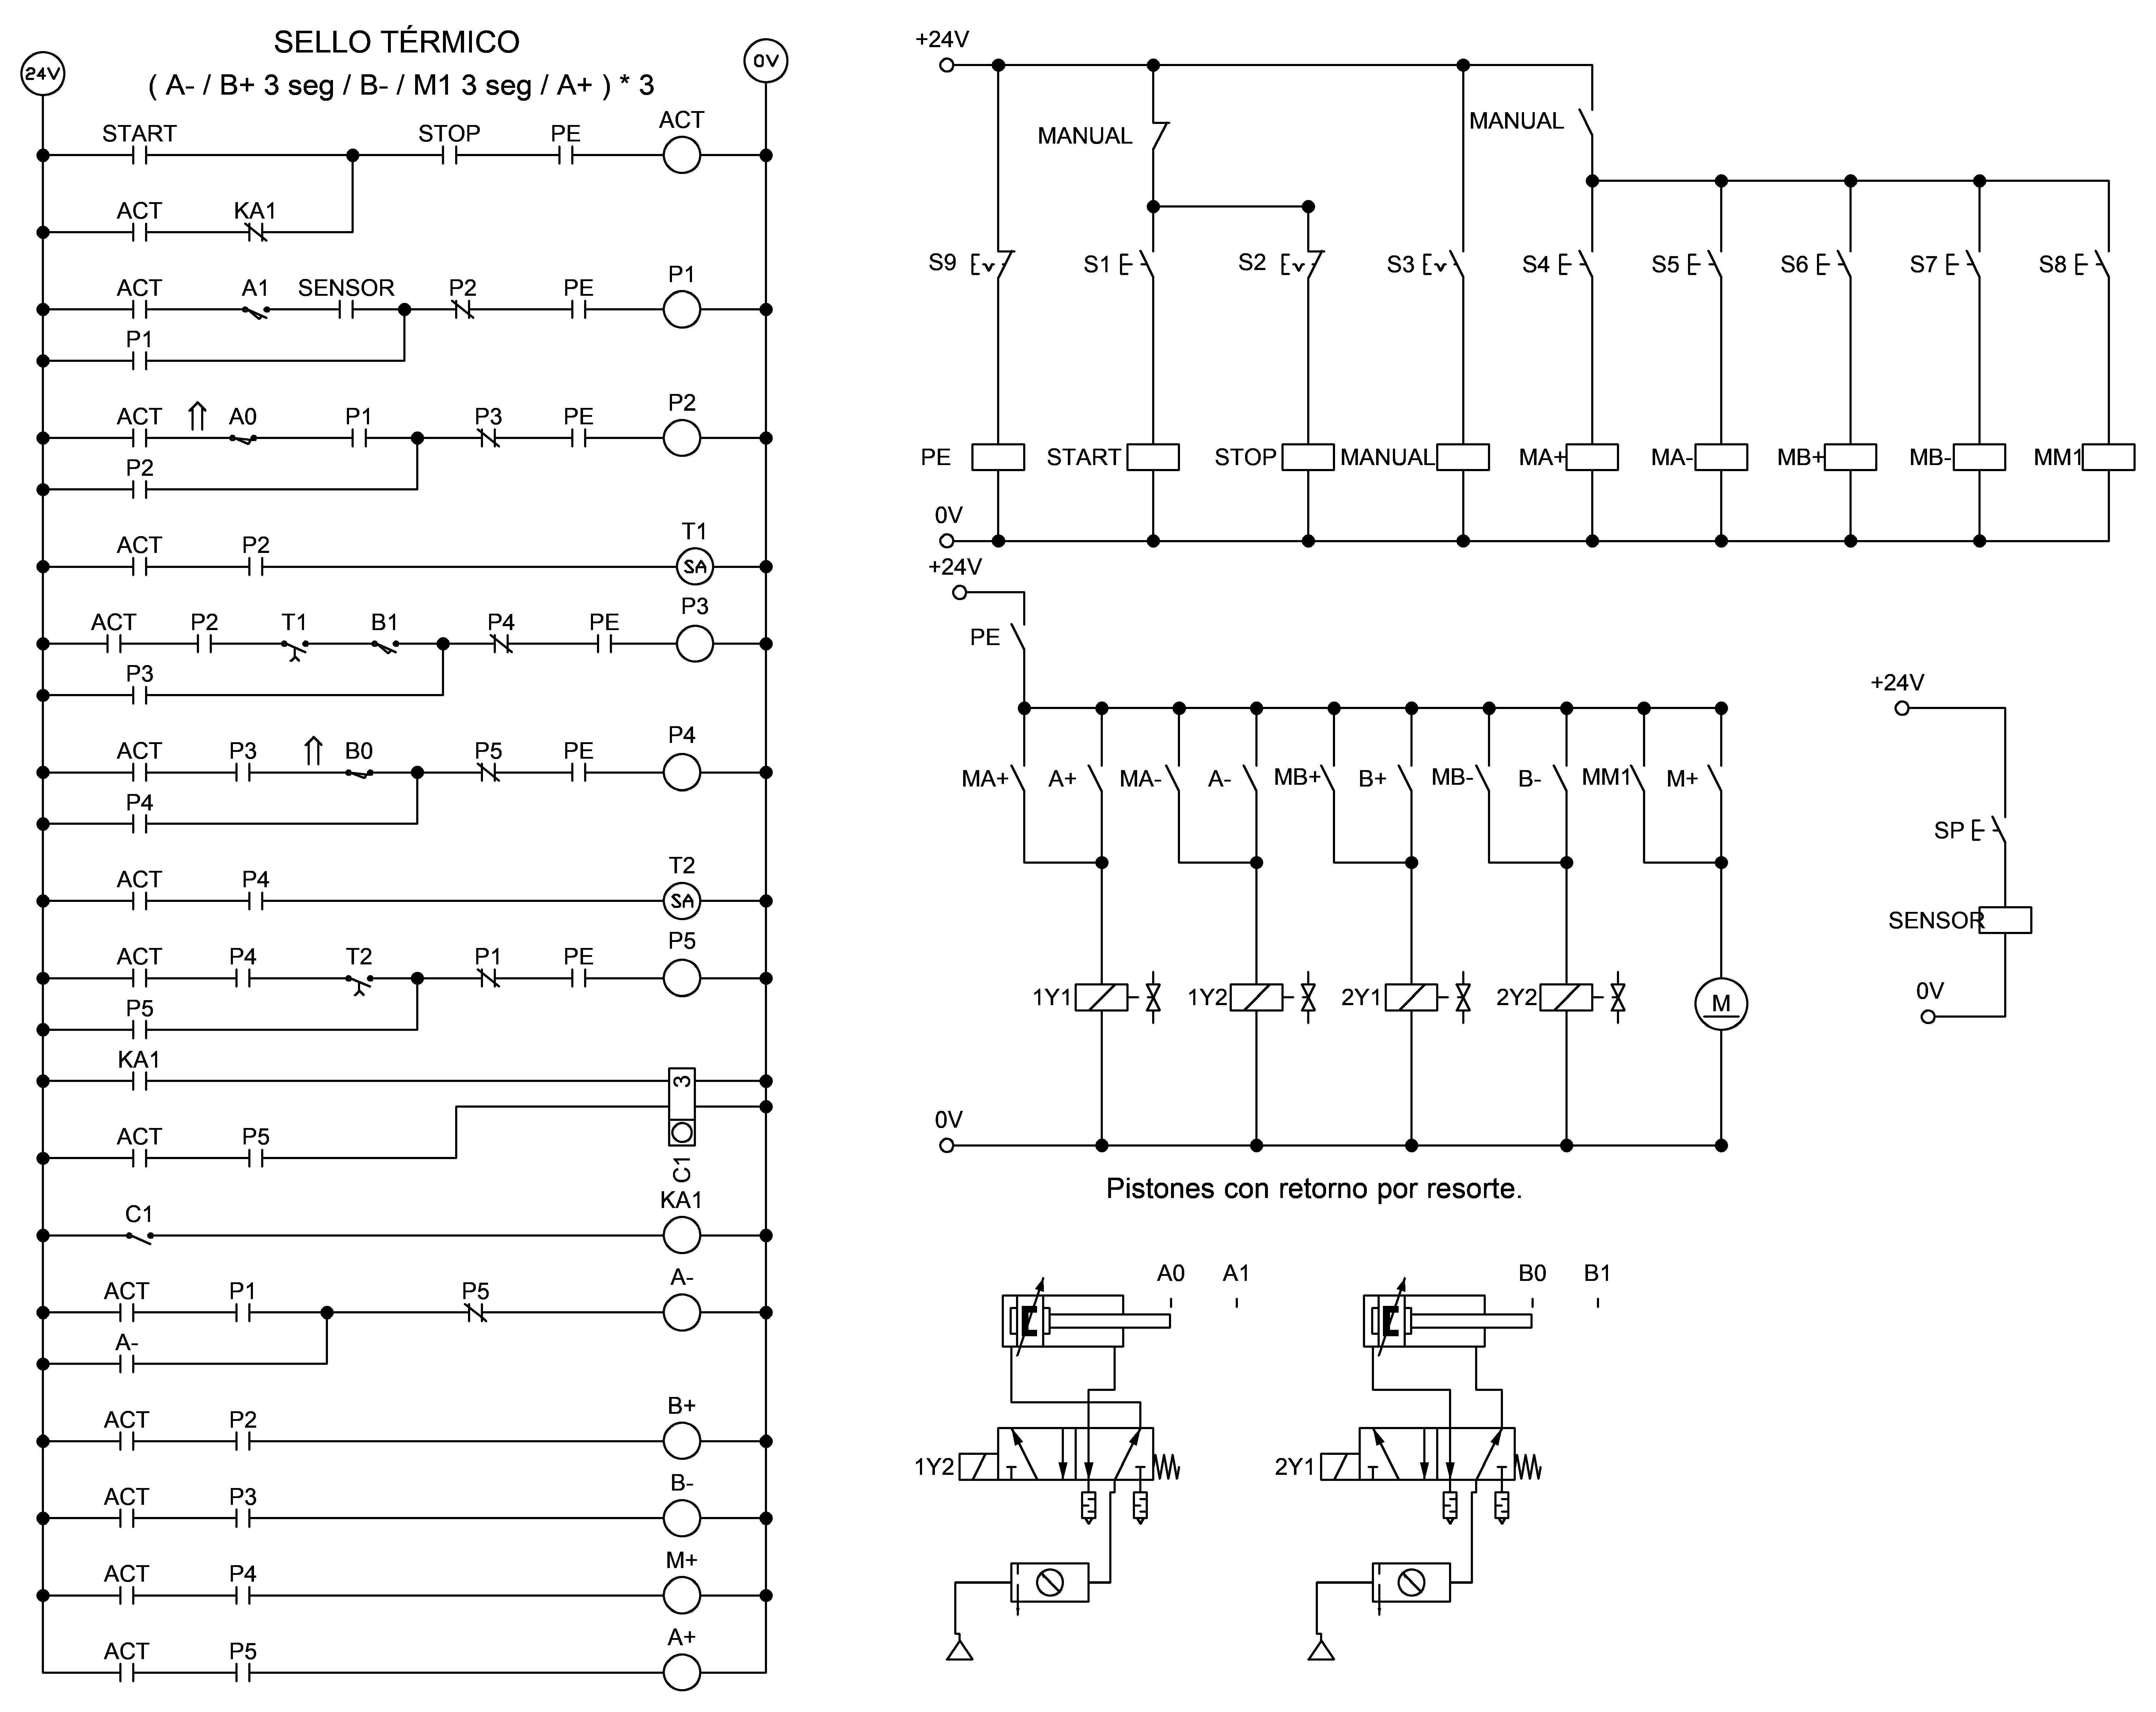 SELLO TÉRMICO
( A- / B+ 3 seg / B- / M1 3 seg / A+ ) * 3
24V
0V
START STOP PE ACT
ACT KA1
ACT A1 SENSOR P2 PE P1
P1
ACT A0 P1 P3 PE P2
P2
ACT P2 T1
SA
ACT P2 T1 B1 P4 PE P3
P3
ACT P3 B0 P5 PE P4
P4
ACT P4 T2
SA
ACT P4 T2 P1 PE P5
P5
KA1 3
ACT P5 C1
C1 KA1
ACT P1 P5 A-
A-
ACT P2 B+
ACT P3 B-
ACT P4 M+
ACT P5 A+
+24V
MANUAL MANUAL
S9 S1 S2 S3 S4 S5 S6 S7 S8
PE START STOP MANUAL MA+ MA- MB+ MB- MM1
0V
+24V
PE
MA+ A+ MA- A- MB+ B+ MB- B- MM1 M+
1Y1 1Y2 2Y1 2Y2 M
0V
+24V
SP
SENSOR
0V
Pistones con retorno por resorte.
A0 A1 B0 B1
1Y2 2Y1